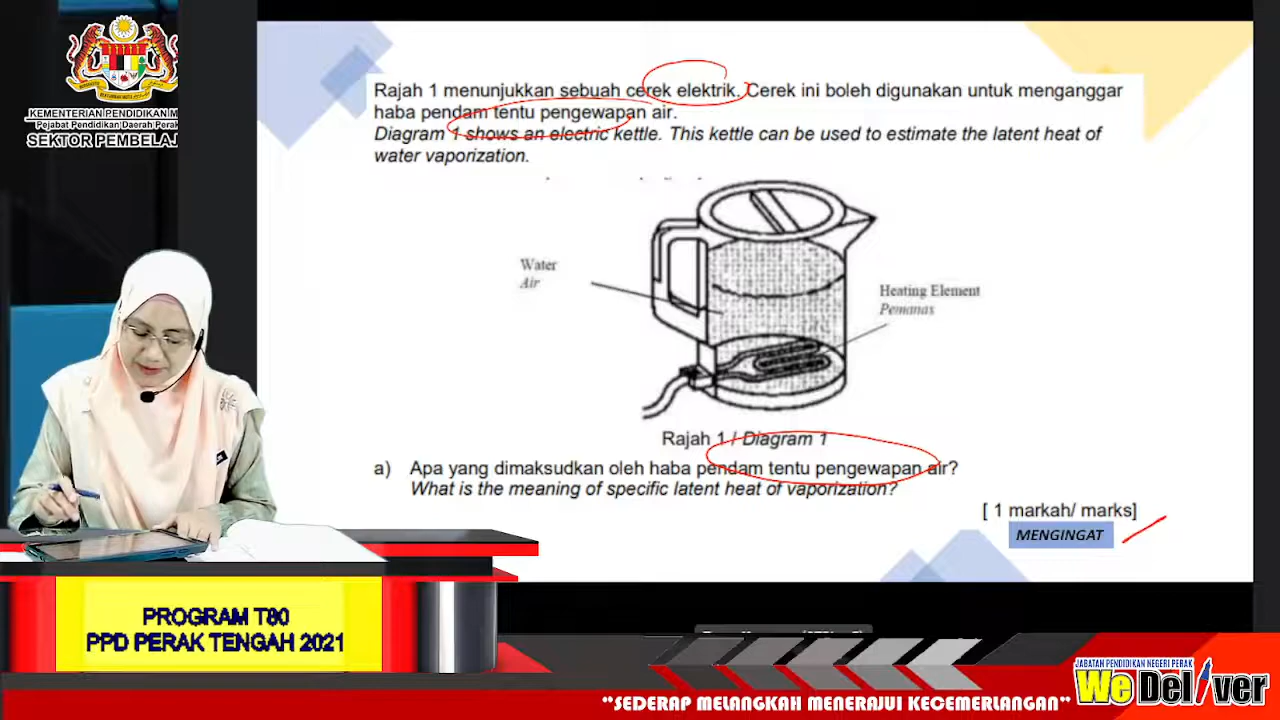 KEMENTERIAN PENDIDIKAN M
Pejabat Pendidikan Daerah Perak
SEKTOR PEMBELAJ
Rajah 1 menunjukkan sebuah cerek elektrik. Cerek ini boleh digunakan untuk menganggar
haba pendam tentu pengewapan air.
Diagram 1 shows an electric kettle. This kettle can be used to estimate the latent heat of
water vaporization.
Water
Air
Heating Element
Pemanas
Rajah 1 / Diagram 1
a) Apa yang dimaksudkan oleh haba pendam tentu pengewapan air?
What is the meaning of specific latent heat of vaporization?
[ 1 markah/ marks]
MENGINGAT
PROGRAM T80
PPD PERAK TENGAH 2021
"SEDERAP MELANGKAH MENERAJUI KECEMERLANGAN"
JABATAN PENDIDIKAN NEGERI PERAK
We Deliver